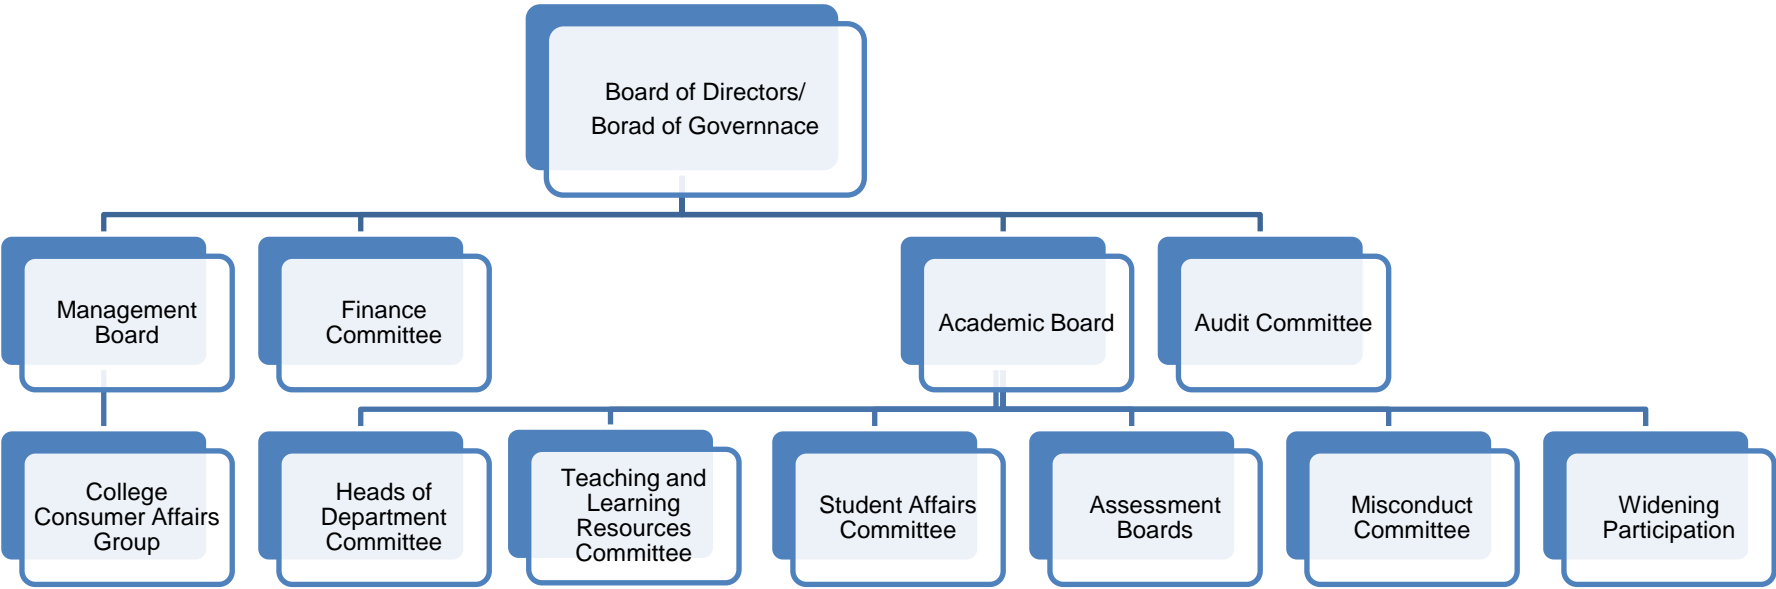 Board of Directors/
Borad of Governnace
Management
Board
Finance
Committee
Academic Board
Audit Committee
College
Consumer Affairs
Group
Heads of
Department
Committee
Teaching and
Learning
Resources
Committee
Student Affairs
Committee
Assessment
Boards
Misconduct
Committee
Widening
Participation